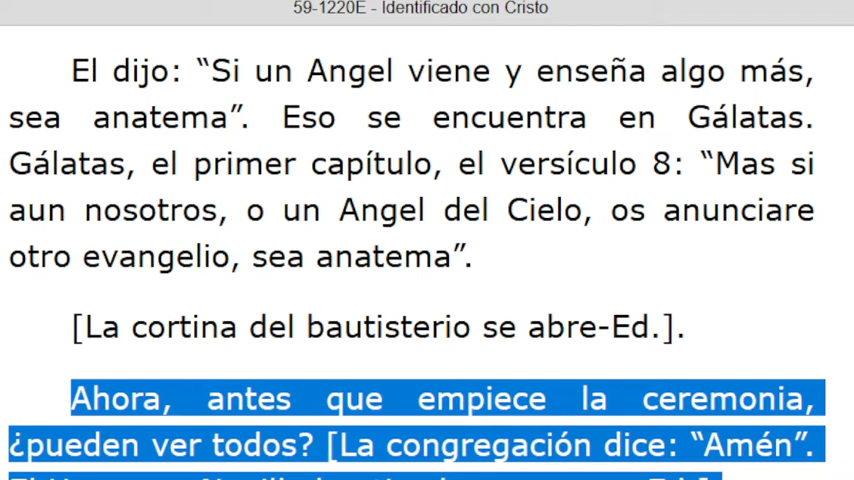 59-1220E - Identificado con Cristo
El dijo: “Si un Angel viene y enseña algo más,
sea anatema”. Eso se encuentra en Gálatas.
Gálatas, el primer capítulo, el versículo 8: “Mas si
aun nosotros, o un Angel del Cielo, os anunciare
otro evangelio, sea anatema”.
[La cortina del bautisterio se abre-Ed.].
Ahora, antes que empiece la ceremonia,
¿pueden ver todos? [La congregación dice: “Amén”.